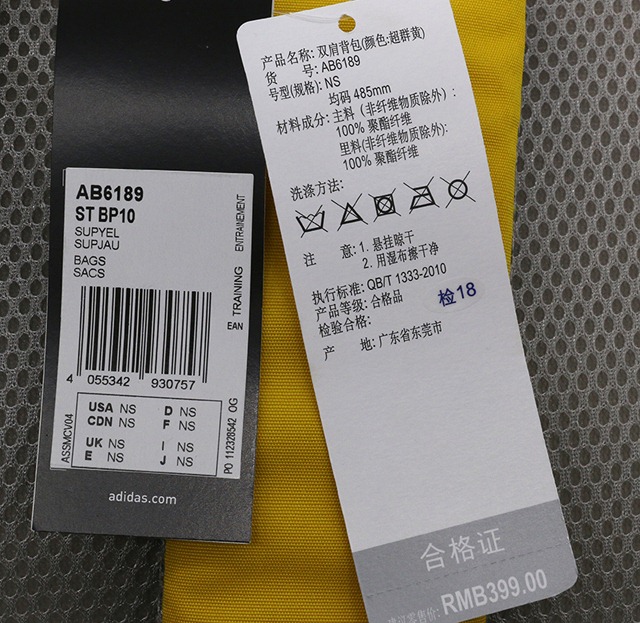 AB6189
ST BP10
SUPYEL
SUPJAU
BAGS
SACS
EAN TRAINING ENTRAINEMENT
4 055342 930757
USA NS D NS
CDN NS F NS
UK NS I NS
E NS J NS
ASSMCV04
PO 112328542 OG
adidas.com
产品名称: 双肩背包(颜色:超群黄)
货 号: AB6189
号型(规格): NS
均码 485mm
材料成分: 主料 (非纤维物质除外):
100% 聚酯纤维
里料(非纤维物质除外):
100% 聚酯纤维
洗涤方法:
注 意: 1. 悬挂晾干
2. 用湿布擦干净
执行标准: QB/T 1333-2010
产品等级: 合格品
检验合格:
检18
产 地: 广东省东莞市
合格证
建议零售价: RMB399.00